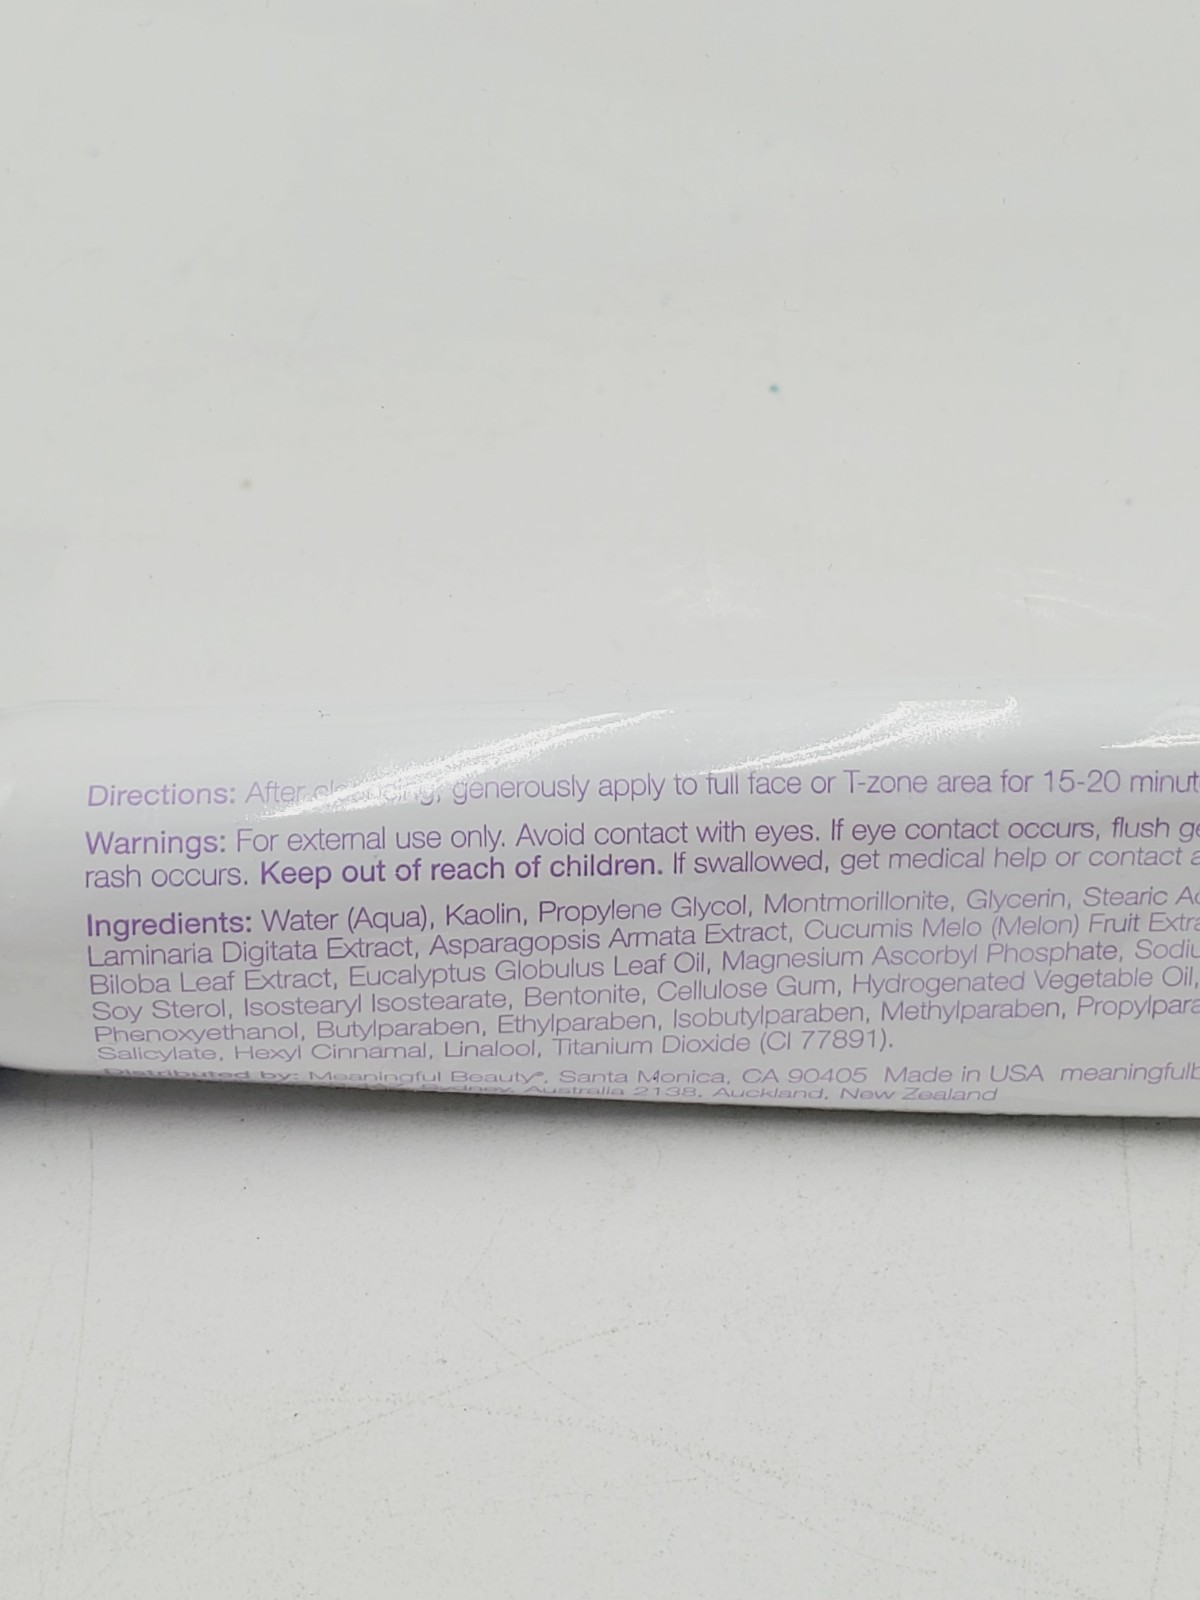 Directions: After cleansing, generously apply to full face or T-zone area for 15-20 minut
Warnings: For external use only. Avoid contact with eyes. If eye contact occurs, flush
rash occurs. Keep out of reach of children. If swallowed, get medical help or contact
Ingredients: Water (Aqua), Kaolin, Propylene Glycol, Montmorillonite, Glycerin, Stearic
Laminaria Digitata Extract, Asparagopsis Armata Extract, Cucumis Melo (Melon) Fruit Extra
Biloba Leaf Extract, Eucalyptus Globulus Leaf Oil, Magnesium Ascorbyl Phosphate, Sodiu
Soy Sterol, Isostearyl Isostearate, Bentonite, Cellulose Gum, Hydrogenated Vegetable Oil,
Phenoxyethanol, Butylparaben, Ethylparaben, Isobutylparaben, Methylparaben, Propylpara
Salicylate, Hexyl Cinnamal, Linalool, Titanium Dioxide (CI 77891).
Distributed by: Meaningful Beauty®, Santa Monica, CA 90405 Made in USA meaningfulb
Sydney, Australia 2138, Auckland, New Zealand